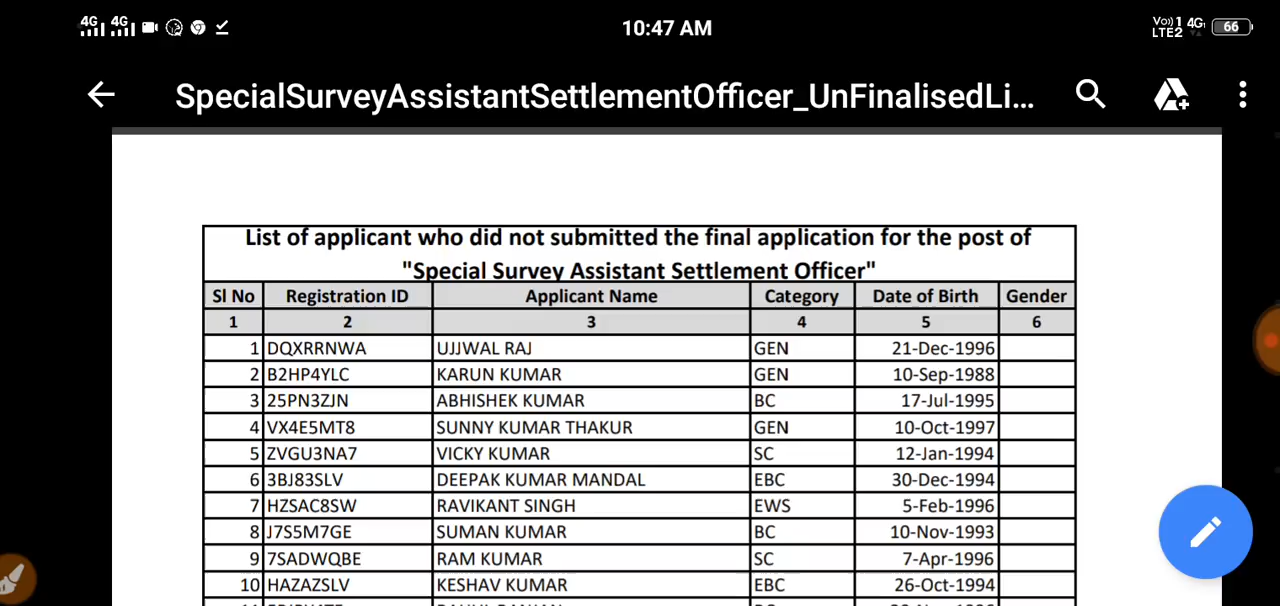 4G 4G 10:47 AM Vo)) 1 4G LTE2 66
SpecialSurveyAssistantSettlementOfficer_UnFinalisedLi...
List of applicant who did not submitted the final application for the post of
"Special Survey Assistant Settlement Officer"
Sl No Registration ID Applicant Name Category Date of Birth Gender
1 2 3 4 5 6
1 DQXRRNWA UJJWAL RAJ GEN 21-Dec-1996
2 B2HP4YLC KARUN KUMAR GEN 10-Sep-1988
3 25PN3ZJN ABHISHEK KUMAR BC 17-Jul-1995
4 VX4E5MT8 SUNNY KUMAR THAKUR GEN 10-Oct-1997
5 ZVGU3NA7 VICKY KUMAR SC 12-Jan-1994
6 3BJ83SLV DEEPAK KUMAR MANDAL EBC 30-Dec-1994
7 HZSAC8SW RAVIKANT SINGH EWS 5-Feb-1996
8 J7S5M7GE SUMAN KUMAR BC 10-Nov-1993
9 7SADWQBE RAM KUMAR SC 7-Apr-1996
10 HAZAZSLV KESHAV KUMAR EBC 26-Oct-1994